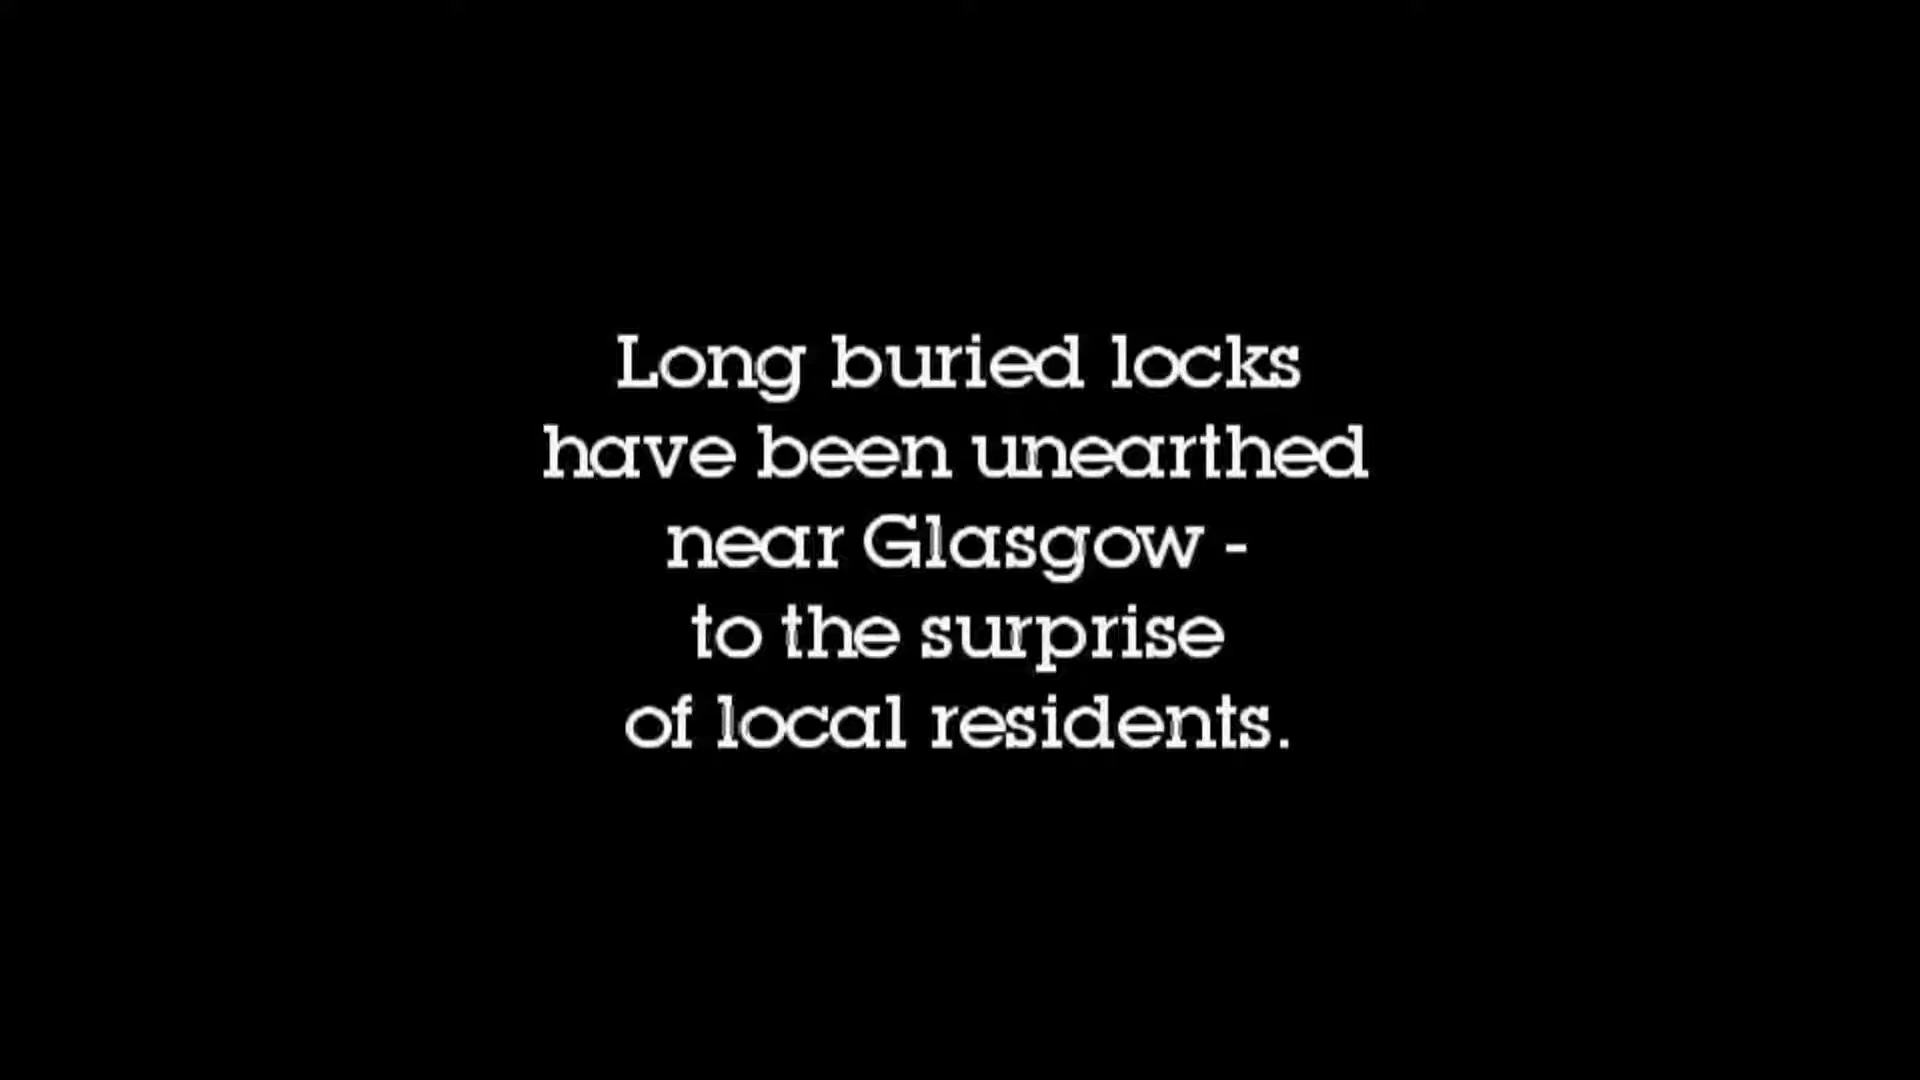 Long buried locks
have been unearthed
near Glasgow -
to the surprise
of local residents.